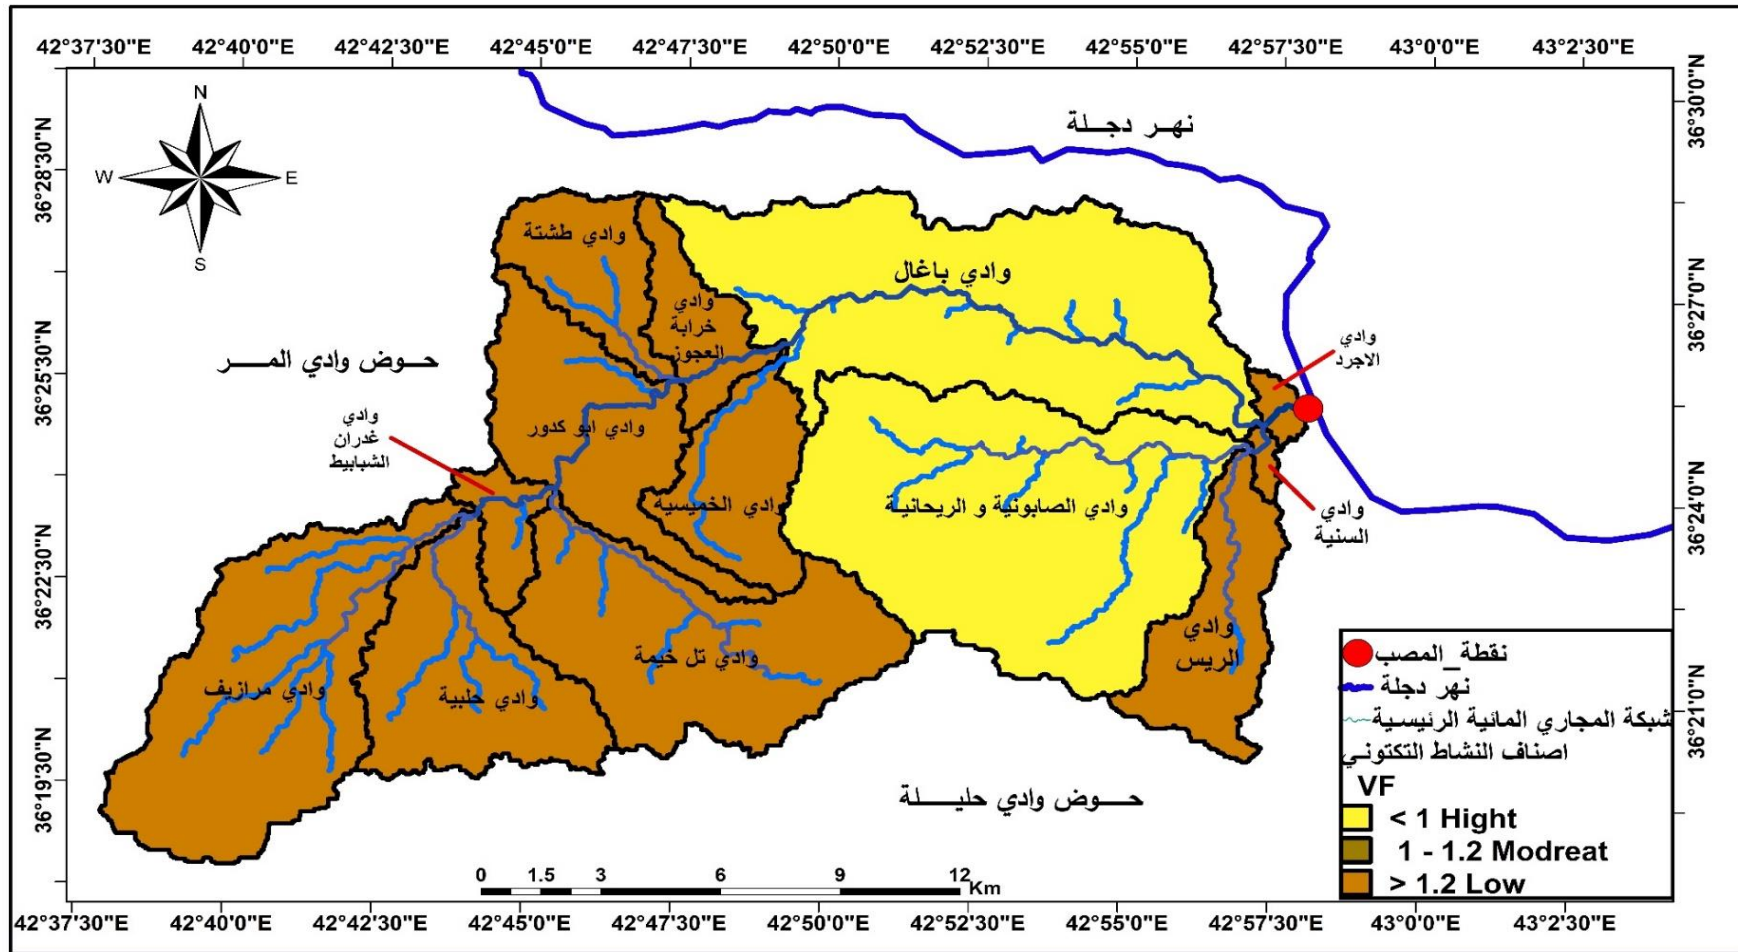 42°37'30"E 42°40'0"E 42°42'30"E 42°45'0"E 42°47'30"E 42°50'0"E 42°52'30"E 42°55'0"E 42°57'30"E 43°0'0"E 43°2'30"E
N
W E
S
36°28'30"N
36°25'30"N
36°22'30"N
36°19'30"N
36°30'0"N
36°27'0"N
36°24'0"N
36°21'0"N
نهر دجلة
وادي طشتة
وادي باغال
وادي
خرابة
العجوز
وادي
الاجرد
حوض وادي المر
وادي
غدران
الشبابيط
وادي ابو كدور
وادي الخميسيه
وادي الصابونية و الريحانية
وادي
السنية
وادي
الريس
وادي تل خيمة
وادي حلبية
وادي مرازيف
حوض وادي حليلة
نقطة_المصب
نهر دجلة
شبكة المجاري المائية الرئيسية
اصناف النشاط التكتوني
VF
< 1 Hight
1 - 1.2 Modreat
> 1.2 Low
0 1.5 3 6 9 12
Km
42°37'30"E 42°40'0"E 42°42'30"E 42°45'0"E 42°47'30"E 42°50'0"E 42°52'30"E 42°55'0"E 42°57'30"E 43°0'0"E 43°2'30"E